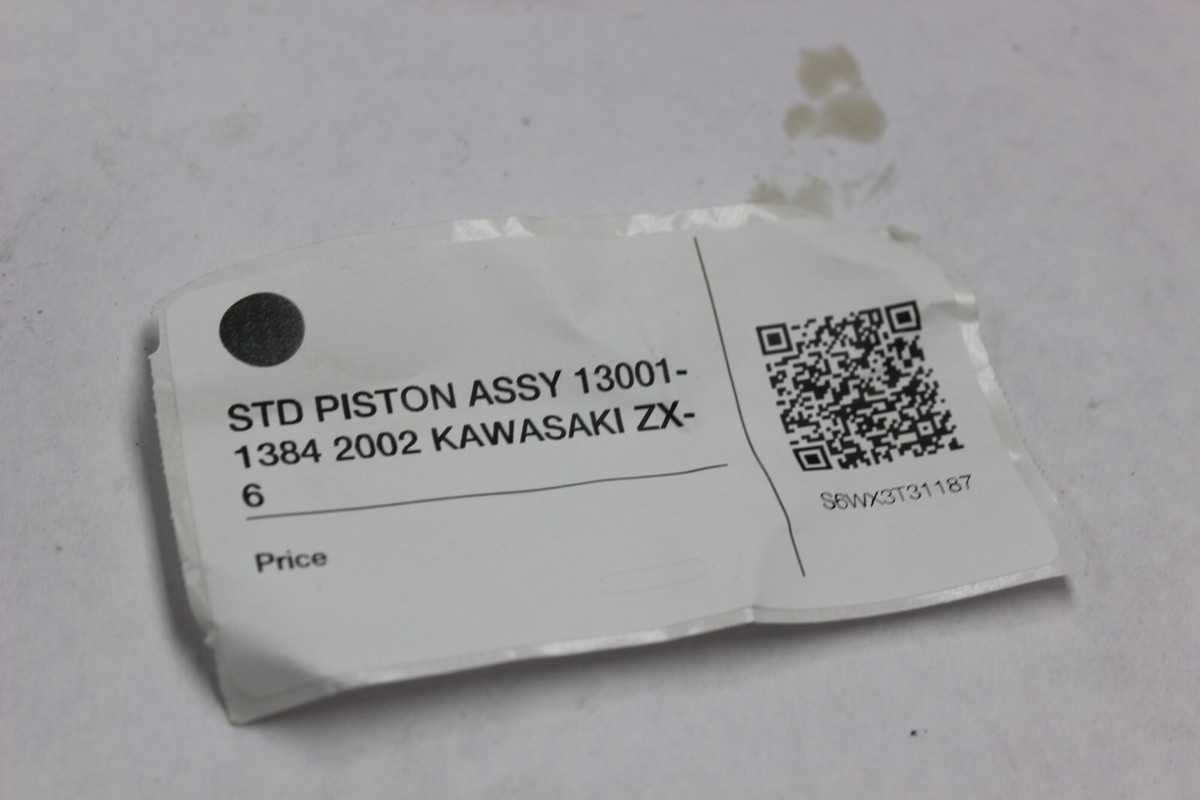 STD PISTON ASSY 13001-
1384 2002 KAWASAKI ZX-
6
Price
S6WX3T31187